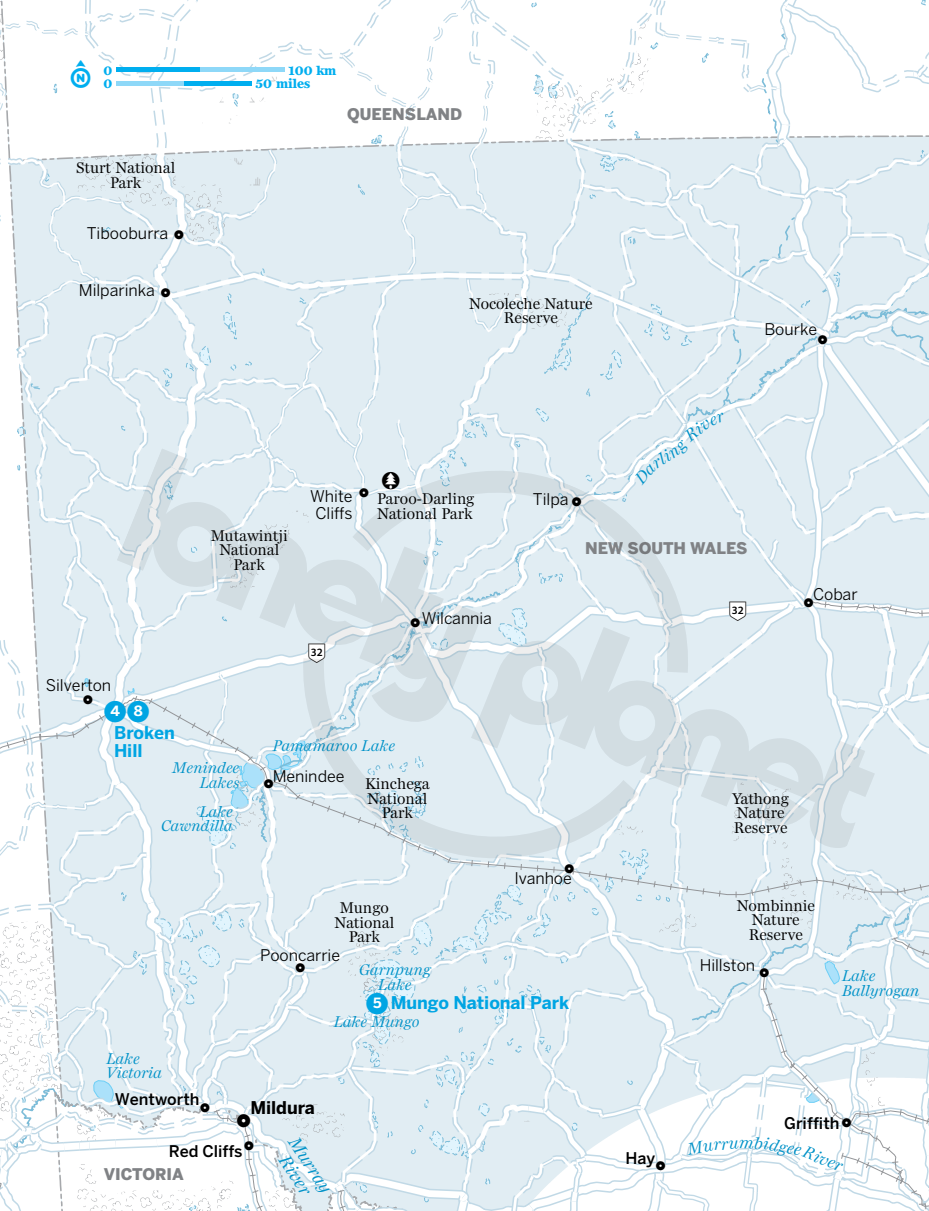 0 100 km
N
0 50 miles
QUEENSLAND
Sturt National
Park
Tibooburra
Milparinka
Nocoleche Nature
Reserve
Bourke
Darling River
White
Cliffs
Paroo-Darling
National Park
Tilpa
Mutawintji
National
Park
NEW SOUTH WALES
lonely planet
Cobar
32
Wilcannia
32
Silverton
4 8
Broken
Hill
Pamamaroo Lake
Menindee
Lakes
Menindee
Kinchega
National
Park
Lake
Cawndilla
Yathong
Nature
Reserve
Ivanhoe
Mungo
National
Park
Nombinnie
Nature
Reserve
Pooncarrie
Garnpung
Lake
Hillston
Lake
Ballyrogan
5 Mungo National Park
Lake Mungo
Lake
Victoria
Wentworth
Mildura
Griffith
Red Cliffs
Murray
River
Murrumbidgee River
Hay
VICTORIA